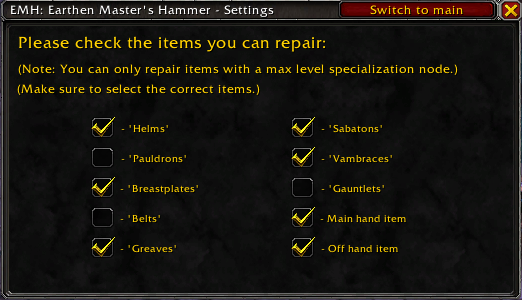 EMH: Earthen Master's Hammer - Settings
Switch to main
Please check the items you can repair:
(Note: You can only repair items with a max level specialization node.)
(Make sure to select the correct items.)
- 'Helms'
- 'Sabatons'
- 'Pauldrons'
- 'Vambraces'
- 'Breastplates'
- 'Gauntlets'
- 'Belts'
- Main hand item
- 'Greaves'
- Off hand item